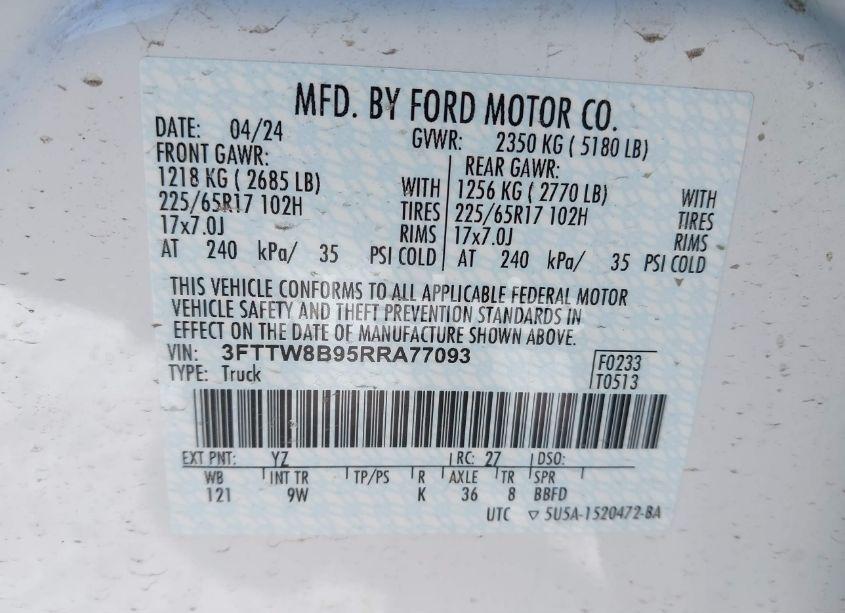 MFD. BY FORD MOTOR CO.
DATE: 04/24 GVWR: 2350 KG ( 5180 LB)
FRONT GAWR: REAR GAWR:
1218 KG ( 2685 LB) WITH 1256 KG ( 2770 LB) WITH
225/65R17 102H TIRES 225/65R17 102H TIRES
17x7.0J RIMS 17x7.0J RIMS
AT 240 kPa/ 35 PSI COLD AT 240 kPa/ 35 PSI COLD
THIS VEHICLE CONFORMS TO ALL APPLICABLE FEDERAL MOTOR
VEHICLE SAFETY AND THEFT PREVENTION STANDARDS IN
EFFECT ON THE DATE OF MANUFACTURE SHOWN ABOVE.
VIN: 3FTTW8B95RRA77093 F0233
TYPE: Truck T0513
EXT PNT: YZ RC: 27 DSO:
WB INT TR TP/PS R AXLE TR SPR
121 9W K 36 8 BBFD
UTC ▽ 5U5A-1520472-BA